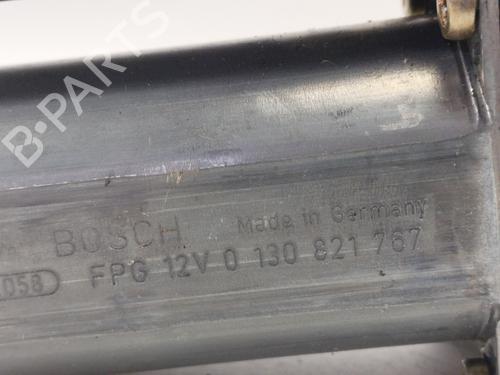 B-PARTS
BOSCH Made in Germany
058 FPG 12V 0 130 821 767